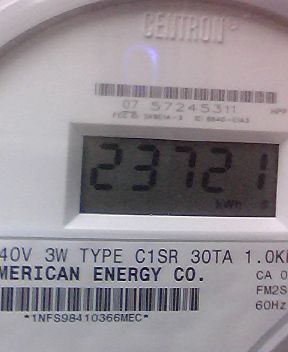 CENTRON®
07 57245311
23721
kWh
40V 3W TYPE C1SR 30TA 1.0K
MERICAN ENERGY CO.
CA 0
FM2S
60Hz
*1NFS98410366MEC*